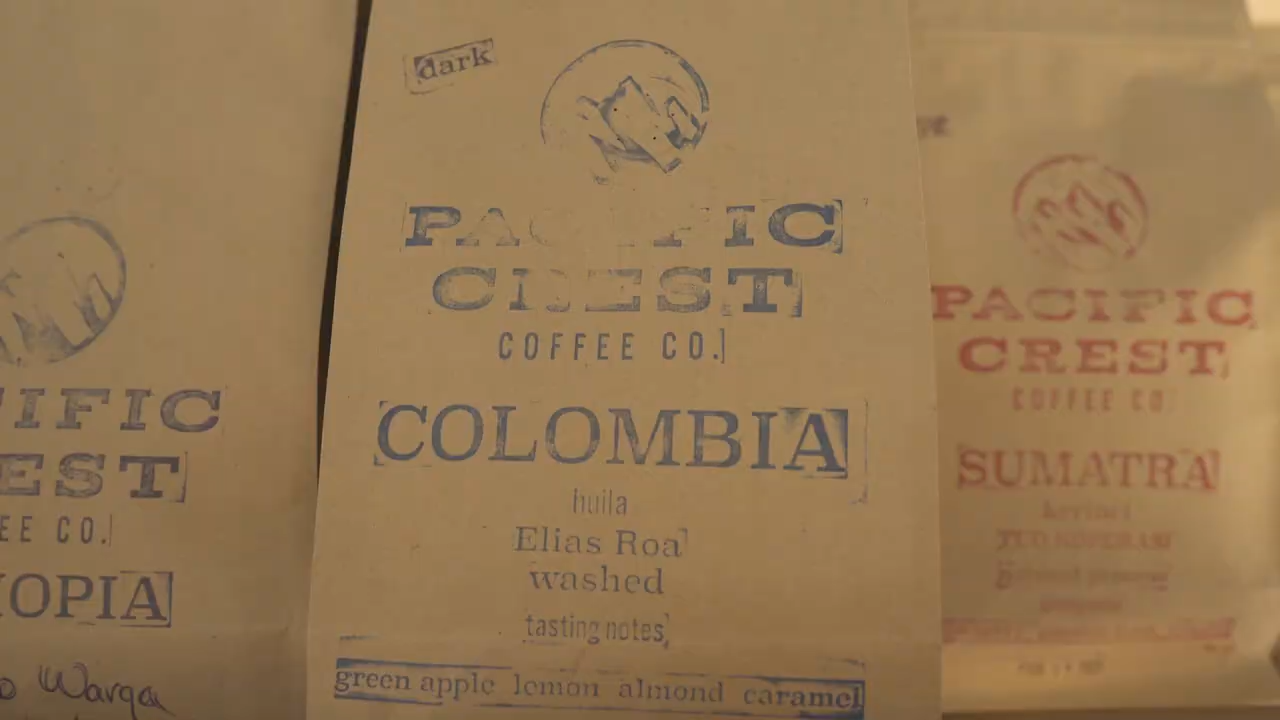 IFIC
EST
EE CO.
OPIA
o Warga
dark
PACIFIC
CREST
COFFEE CO.
COLOMBIA
huila
Elias Roa
washed
tasting notes
green apple lemon almond caramel
PACIFIC
CREST
COFFEE CO
SUMATRA